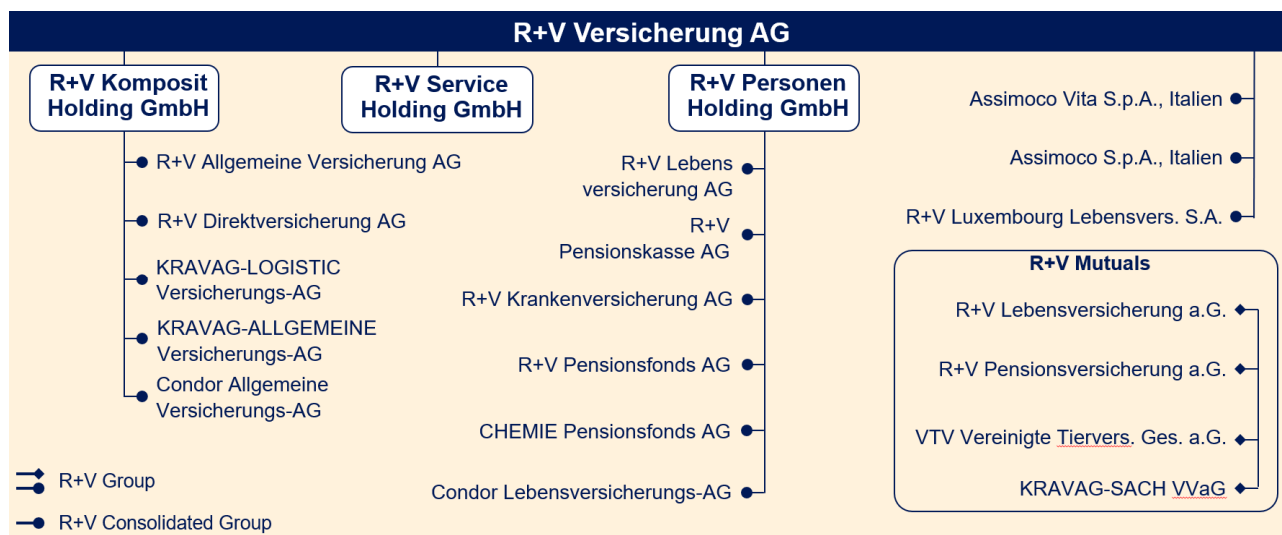 R+V Versicherung AG
R+V Komposit
Holding GmbH
R+V Allgemeine Versicherung AG
R+V Direktversicherung AG
KRAVAG-LOGISTIC
Versicherungs-AG
KRAVAG-ALLGEMEINE
Versicherungs-AG
Condor Allgemeine
Versicherungs-AG
R+V Service
Holding GmbH
R+V Personen
Holding GmbH
R+V Lebens
versicherung AG
R+V
Pensionskasse AG
R+V Krankenversicherung AG
R+V Pensionsfonds AG
CHEMIE Pensionsfonds AG
Condor Lebensversicherungs-AG
Assimoco Vita S.p.A., Italien
Assimoco S.p.A., Italien
R+V Luxembourg Lebensvers. S.A.
R+V Mutuals
R+V Lebensversicherung a.G.
R+V Pensionsversicherung a.G.
VTV Vereinigte Tiervers. Ges. a.G.
KRAVAG-SACH VVaG
R+V Group
R+V Consolidated Group